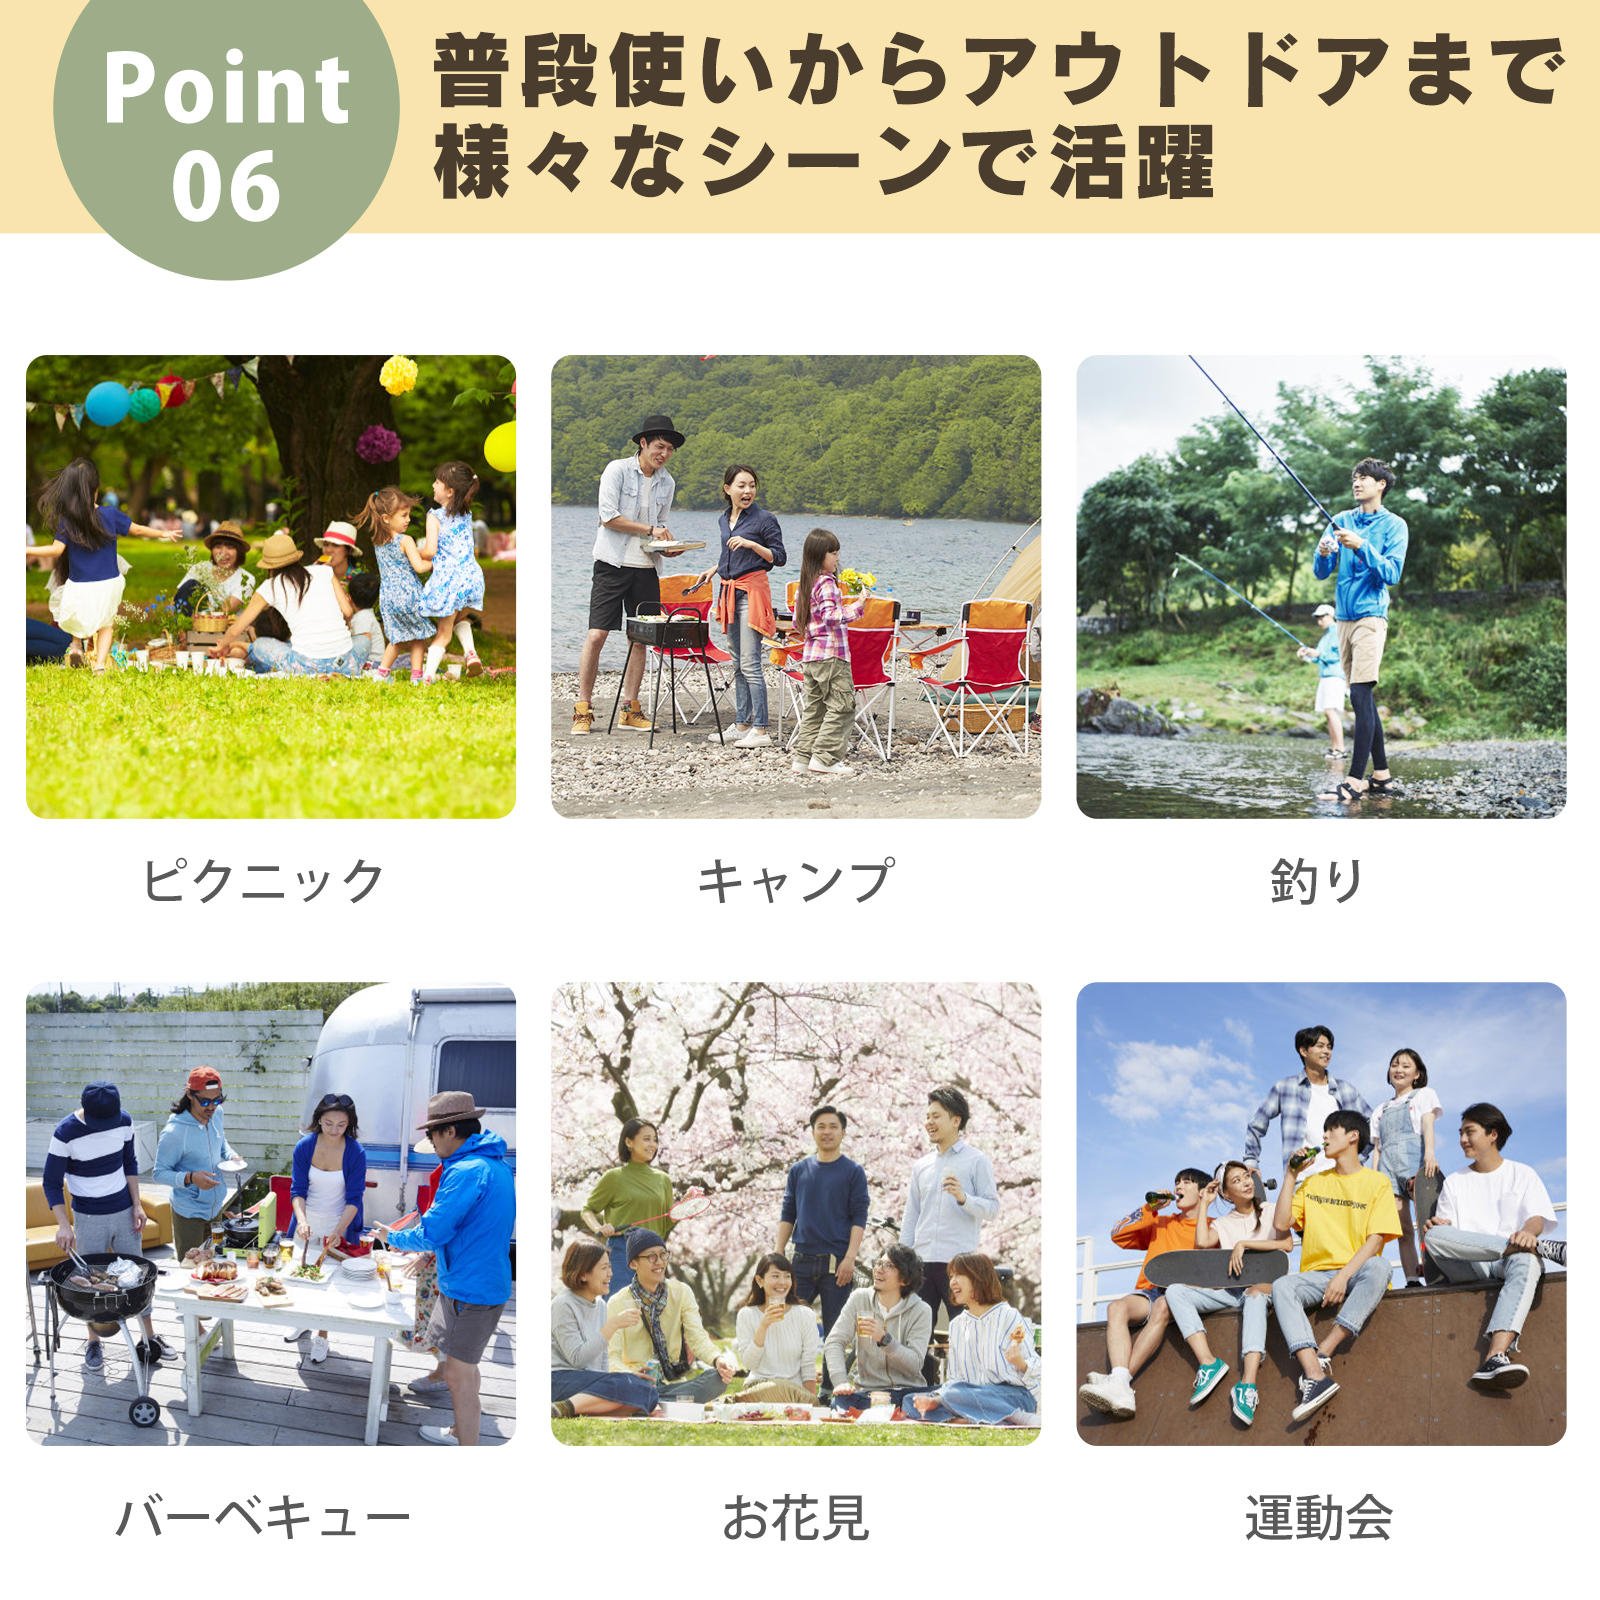 Point
06
普段使いからアウトドアまで
様々なシーンで活躍
ピクニック
キャンプ
釣り
バーベキュー
お花見
運動会